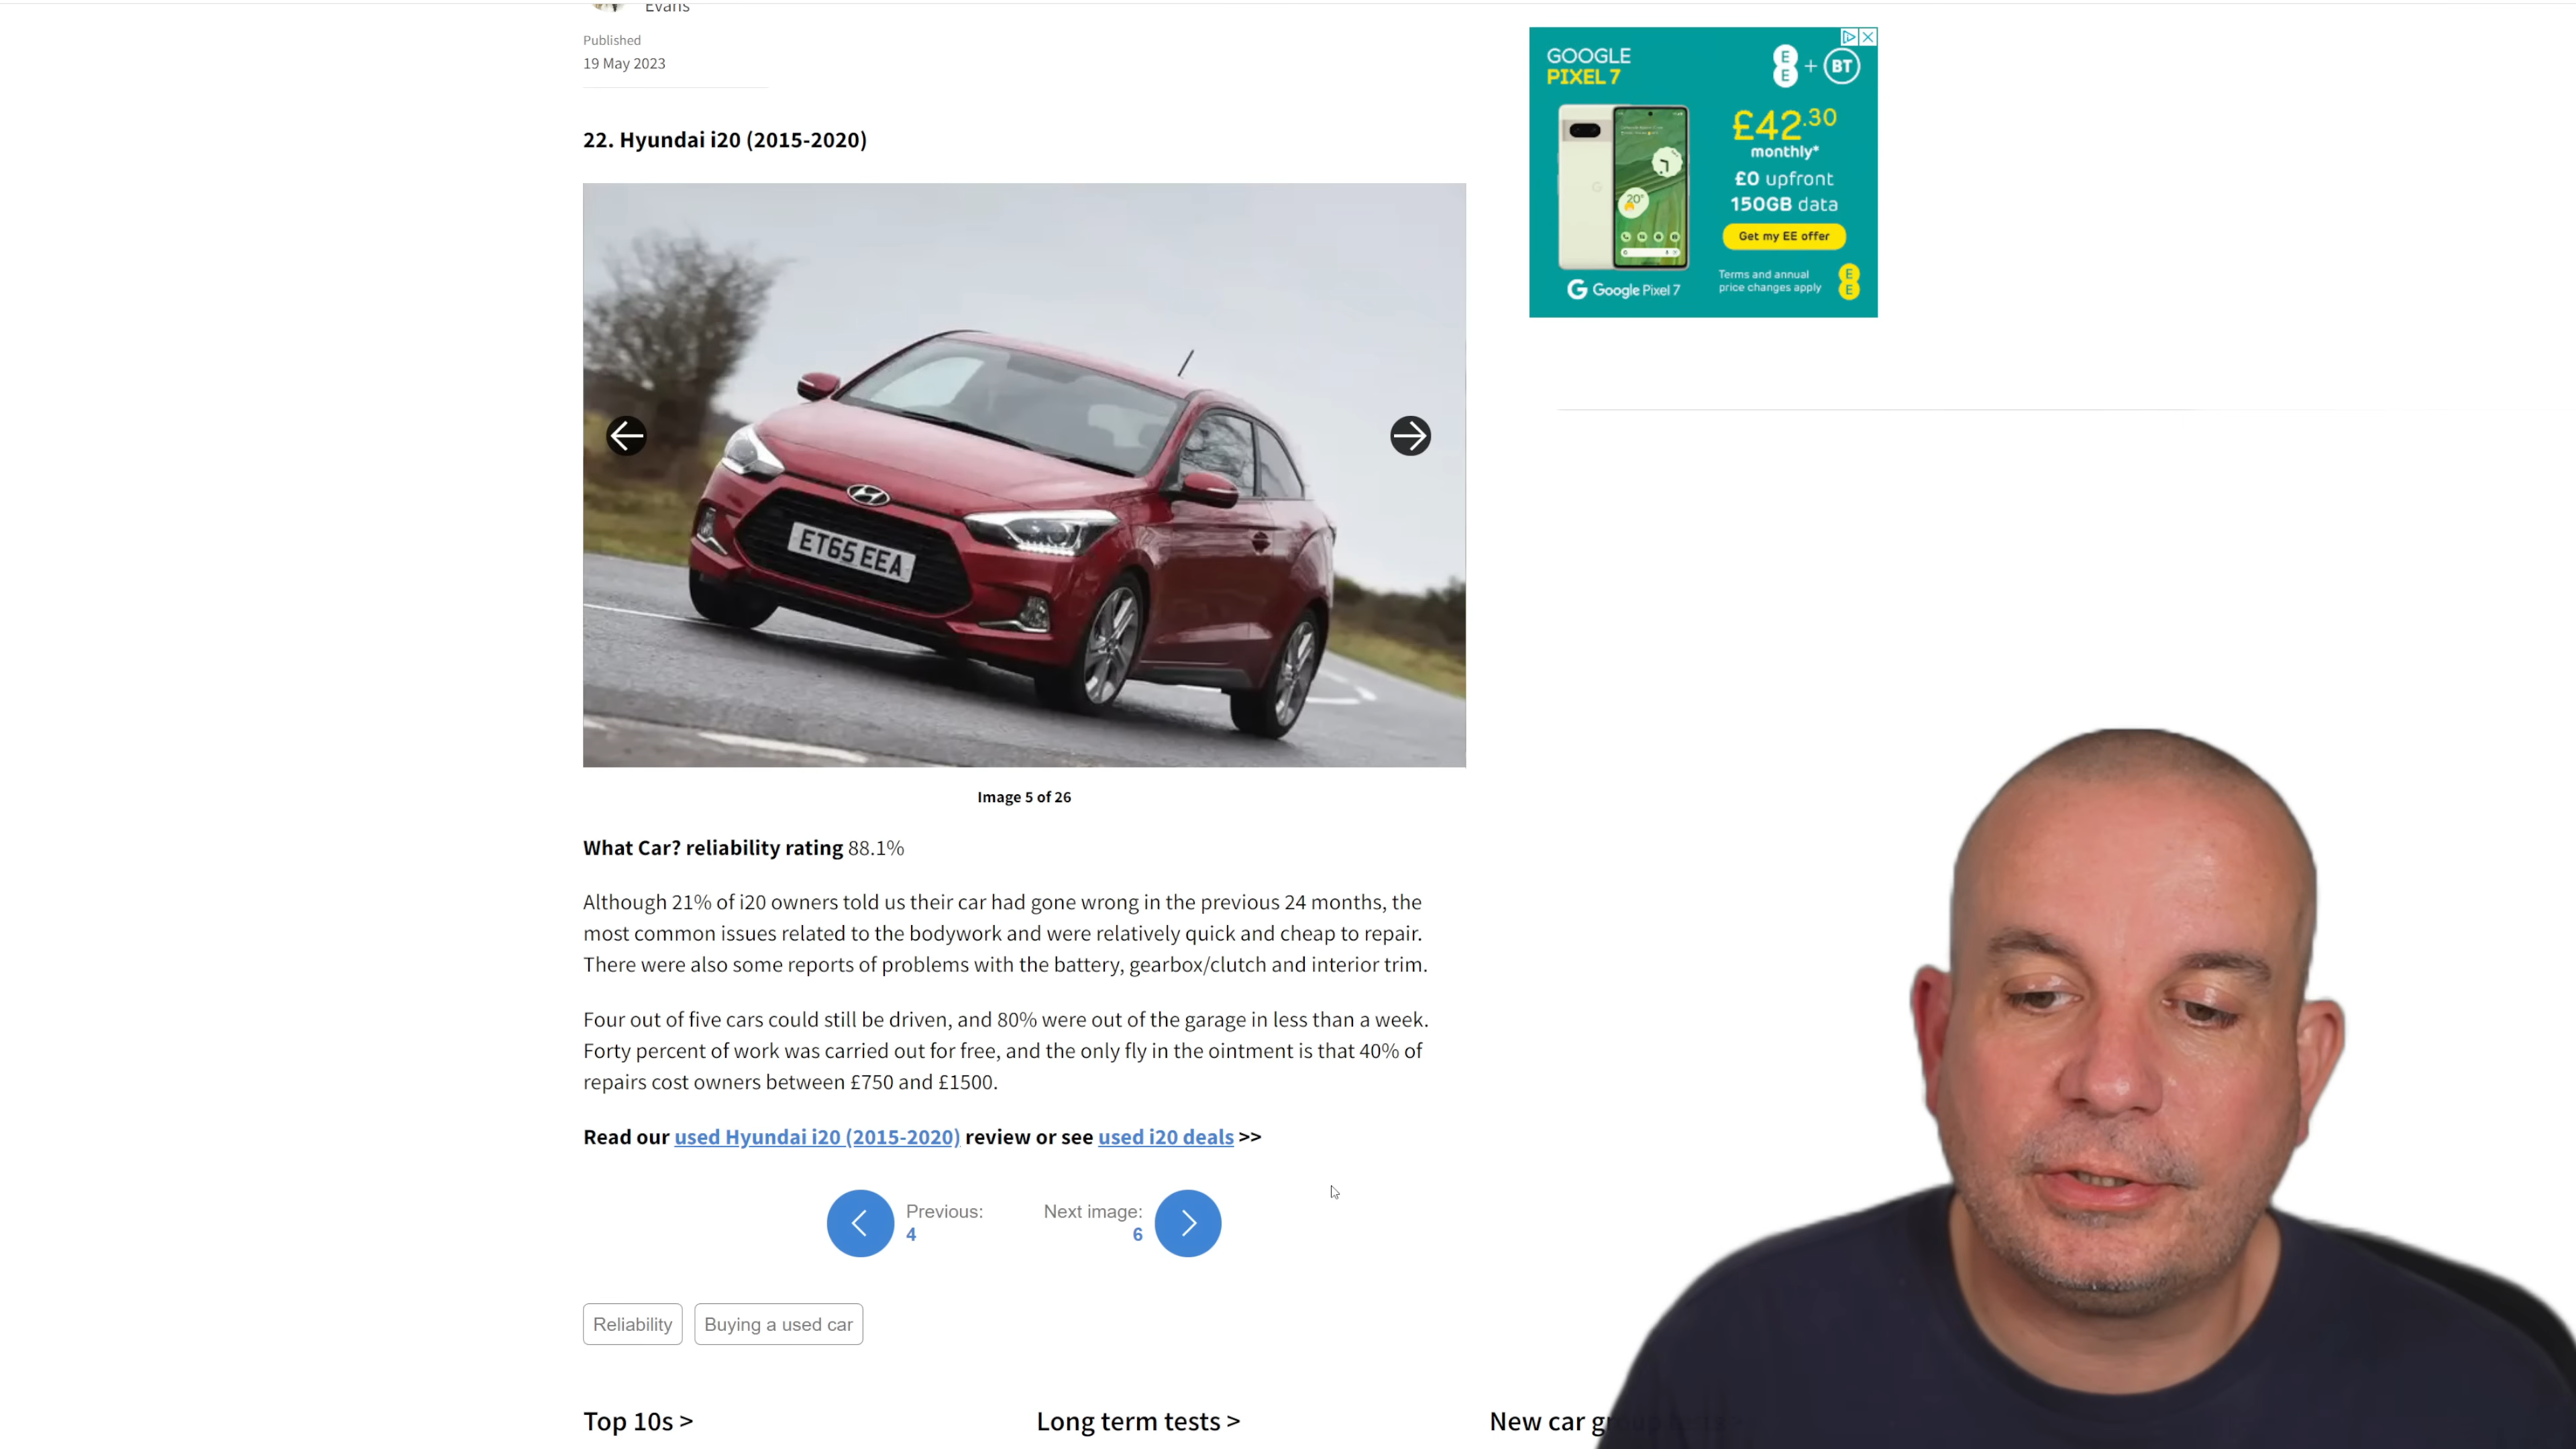 Evans
Published
19 May 2023
22. Hyundai i20 (2015-2020)
ET65 EEA
Image 5 of 26
What Car? reliability rating 88.1%
Although 21% of i20 owners told us their car had gone wrong in the previous 24 months, the
most common issues related to the bodywork and were relatively quick and cheap to repair.
There were also some reports of problems with the battery, gearbox/clutch and interior trim.
Four out of five cars could still be driven, and 80% were out of the garage in less than a week.
Forty percent of work was carried out for free, and the only fly in the ointment is that 40% of
repairs cost owners between £750 and £1500.
Read our used Hyundai i20 (2015-2020) review or see used i20 deals >>
Previous:
4
Next image:
6
Reliability
Buying a used car
Top 10s >
Long term tests >
New car
GOOGLE
PIXEL 7
E
E
+
BT
£42.30
monthly*
£0 upfront
150GB data
Get my EE offer
Terms and annual
price changes apply
E
E
20°
G Google Pixel 7